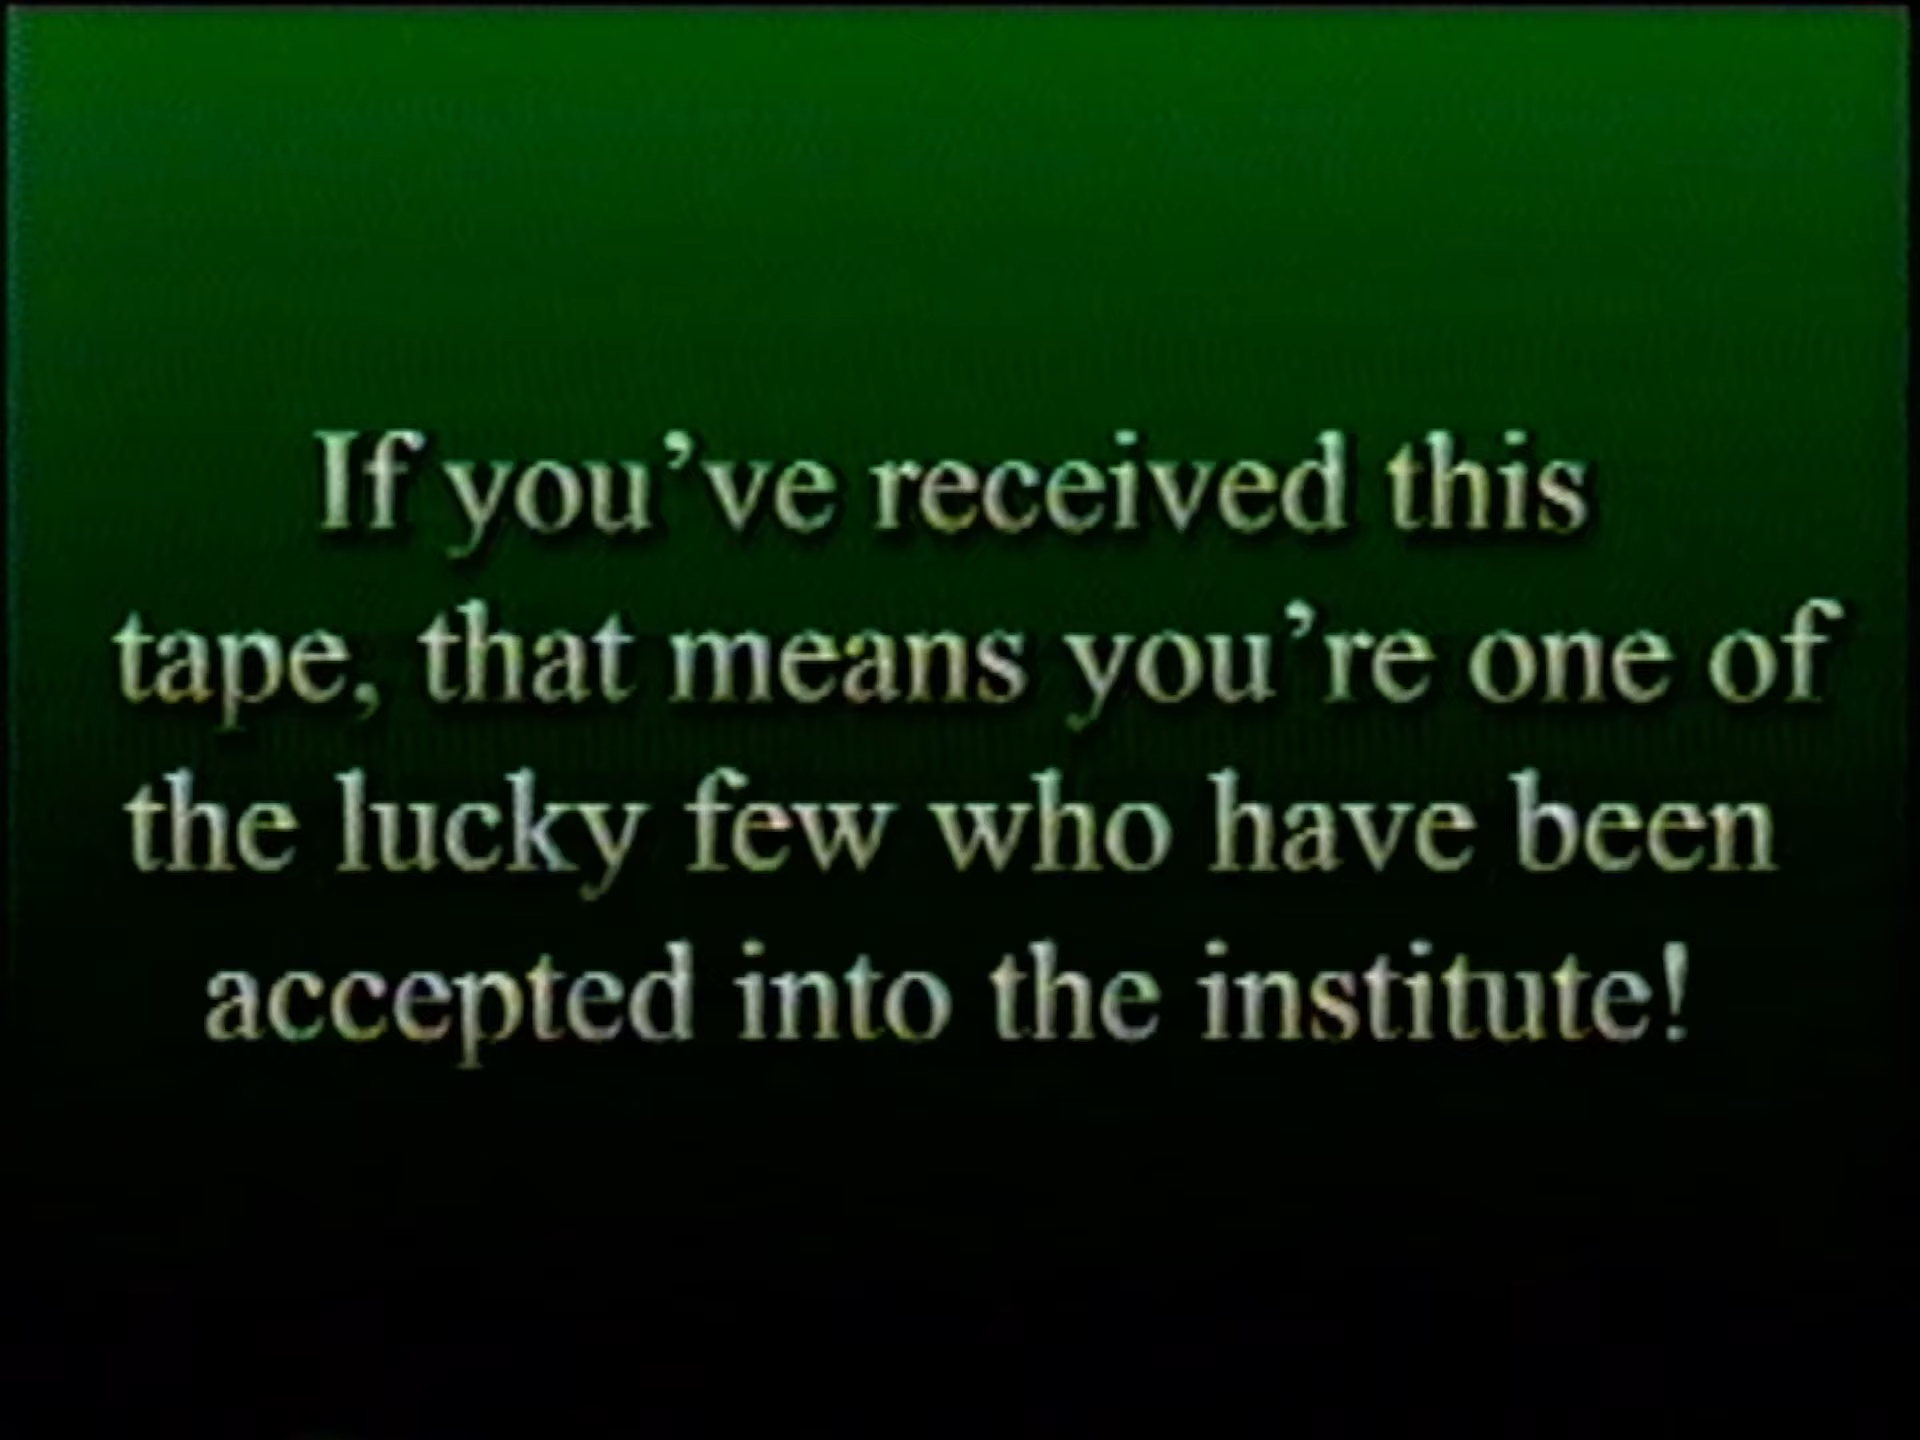 If you’ve received this
tape, that means you’re one of
the lucky few who have been
accepted into the institute!